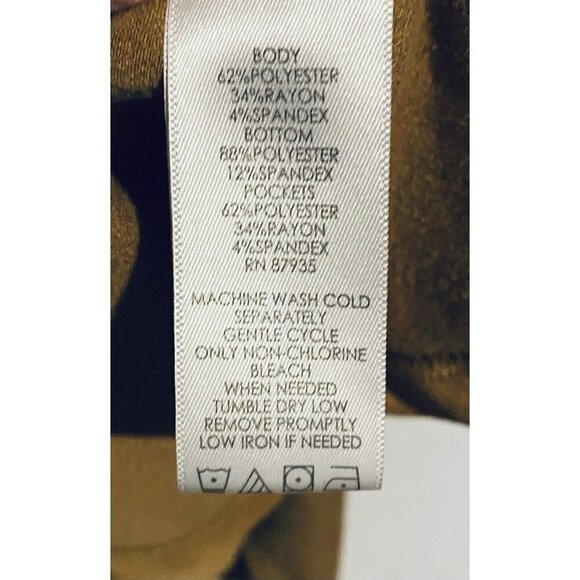 BODY
62%POLYESTER
34%RAYON
4%SPANDEX
BOTTOM
88%POLYESTER
12%SPANDEX
POCKETS
62%POLYESTER
34%RAYON
4%SPANDEX
RN 87935
MACHINE WASH COLD
SEPARATELY
GENTLE CYCLE
ONLY NON-CHLORINE
BLEACH
WHEN NEEDED
TUMBLE DRY LOW
REMOVE PROMPTLY
LOW IRON IF NEEDED